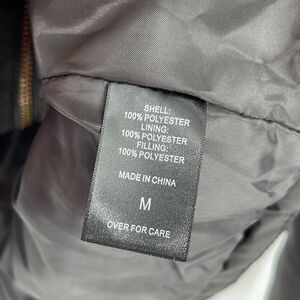 SHELL:
100% POLYESTER
LINING:
100% POLYESTER
FILLING:
100% POLYESTER
MADE IN CHINA
M
OVER FOR CARE